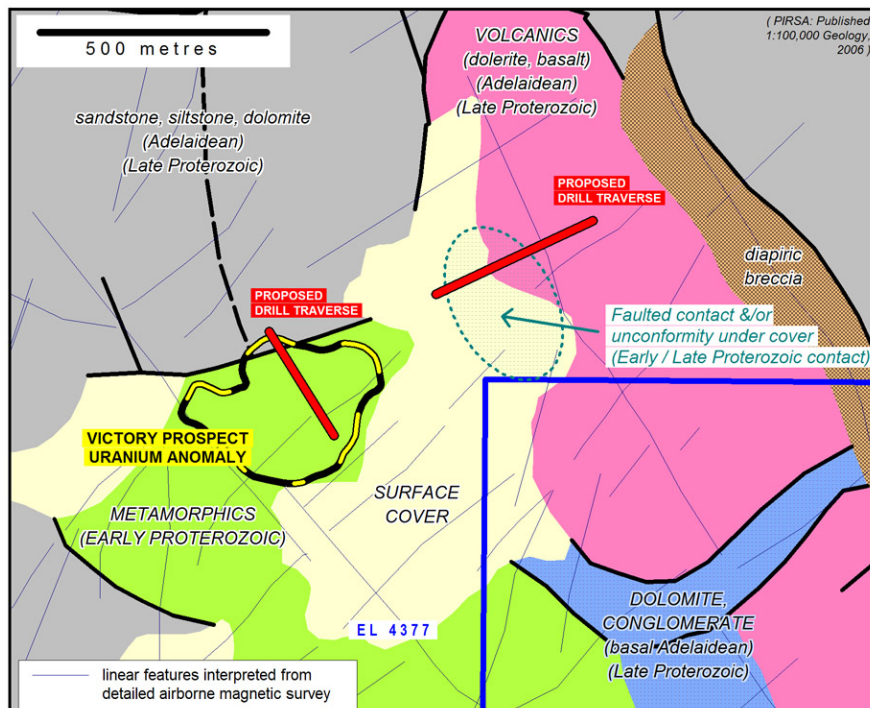 500 metres
( PIRSA: Published
1:100,000 Geology,
2006 )
VOLCANICS
(dolerite, basalt)
(Adelaidean)
(Late Proterozoic)
sandstone, siltstone, dolomite
(Adelaidean)
(Late Proterozoic)
PROPOSED
DRILL TRAVERSE
diapiric
breccia
PROPOSED
DRILL TRAVERSE
Faulted contact &/or
unconformity under cover
(Early / Late Proterozoic contact)
VICTORY PROSPECT
URANIUM ANOMALY
SURFACE
COVER
METAMORPHICS
(EARLY PROTEROZOIC)
DOLOMITE,
CONGLOMERATE
(basal Adelaidean)
(Late Proterozoic)
EL 4377
linear features interpreted from
detailed airborne magnetic survey